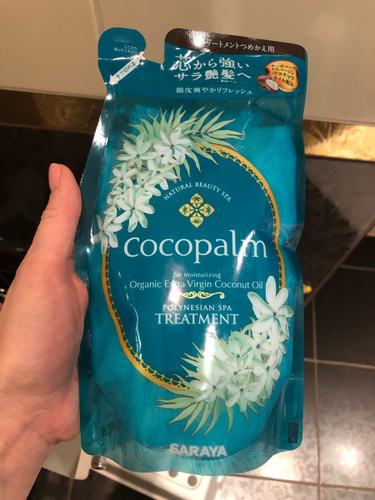 トリートメントつめかえ用
芯から強い
サラ艶髪へ
頭皮爽やかリフレッシュ
NATURAL BEAUTY SPA
cocopalm
for Moisturizing
Organic Extra Virgin Coconut Oil
POLYNESIAN SPA
TREATMENT
SARAYA